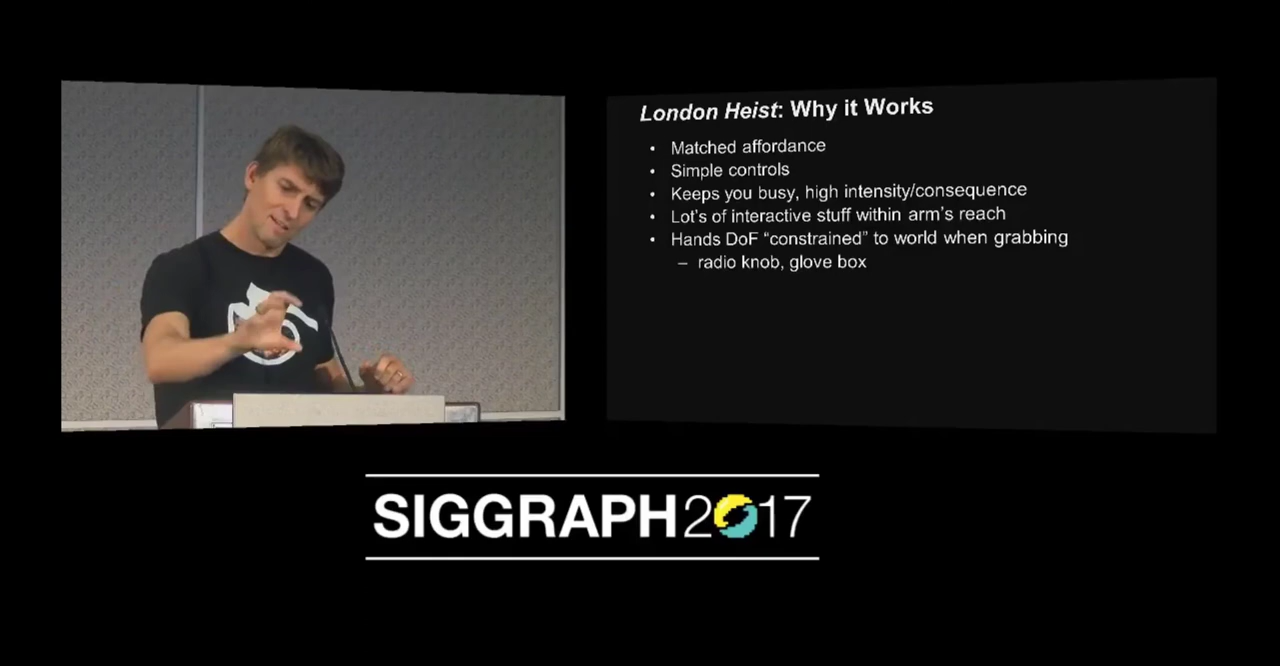 London Heist: Why it Works
• Matched affordance
• Simple controls
• Keeps you busy, high intensity/consequence
• Lot's of interactive stuff within arm's reach
• Hands DoF “constrained” to world when grabbing
– radio knob, glove box
SIGGRAPH2017